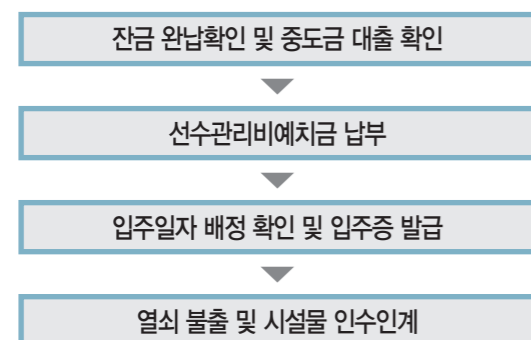 잔금 완납확인 및 중도금 대출 확인
선수관리비예치금 납부
입주일자 배정 확인 및 입주증 발급
열쇠 불출 및 시설물 인수인계